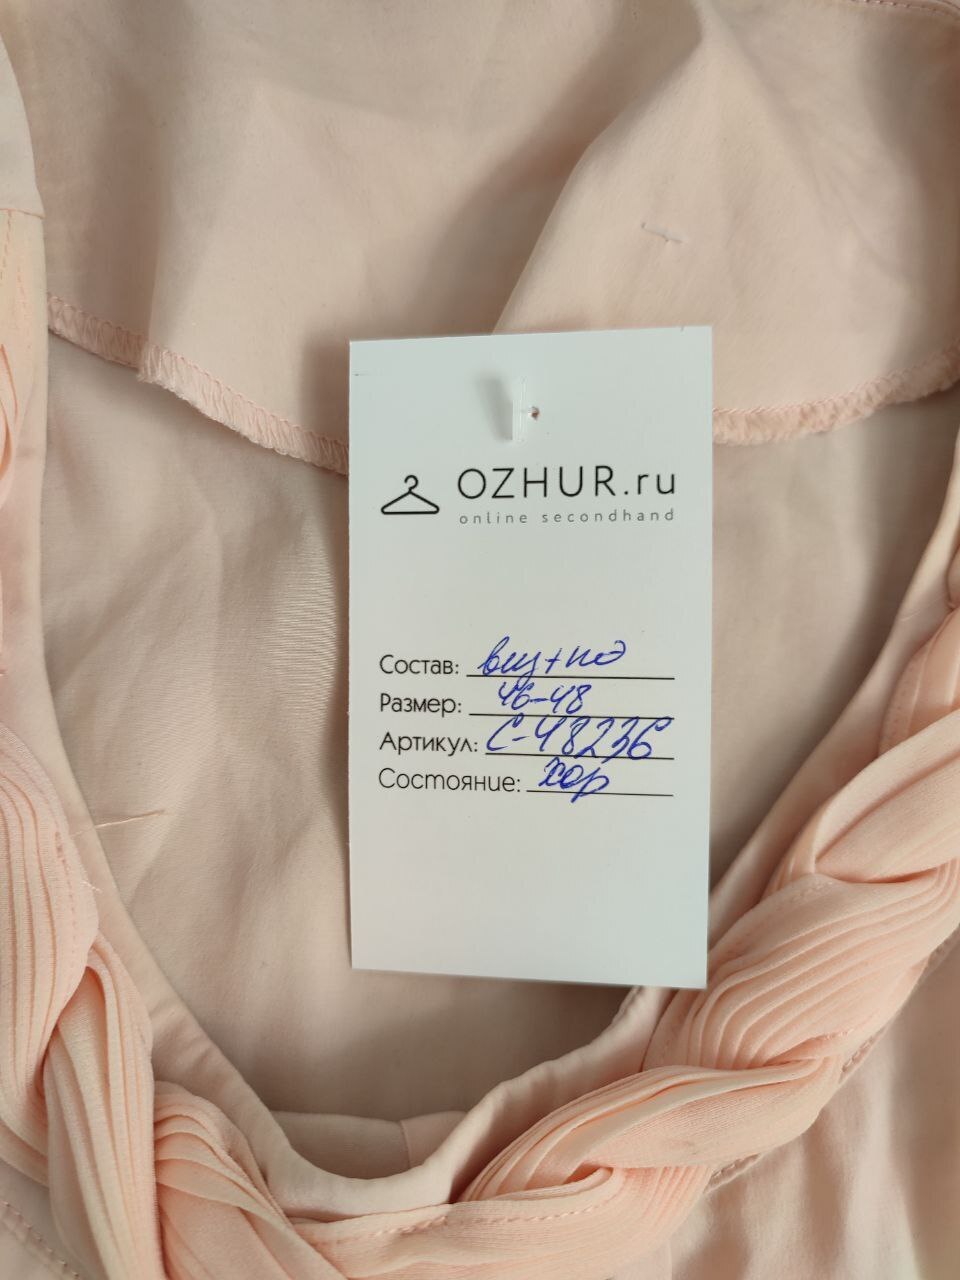 OZHUR.ru
online secondhand
Состав: виз+пэ
Размер: 46-48
Артикул: С-48236
Состояние: хор